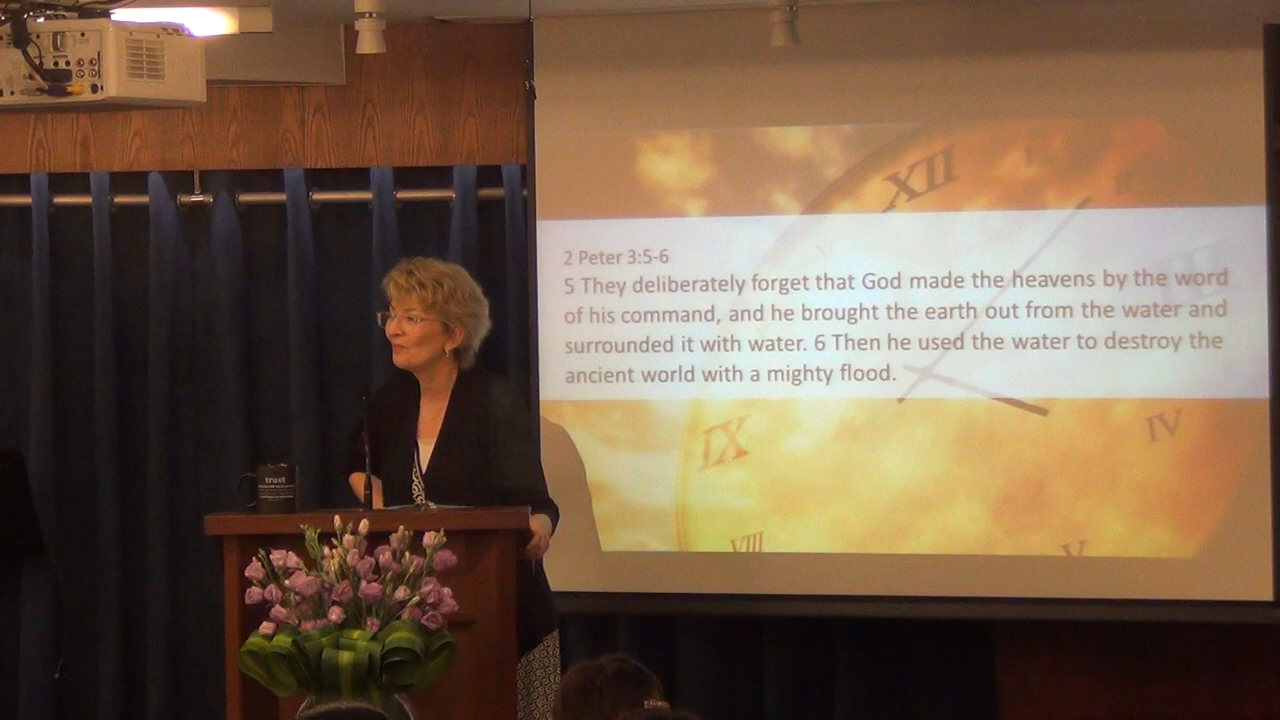 XII
2 Peter 3:5-6
5 They deliberately forget that God made the heavens by the word
of his command, and he brought the earth out from the water and
surrounded it with water. 6 Then he used the water to destroy the
ancient world with a mighty flood.
IX
IV
VIII
V
trust